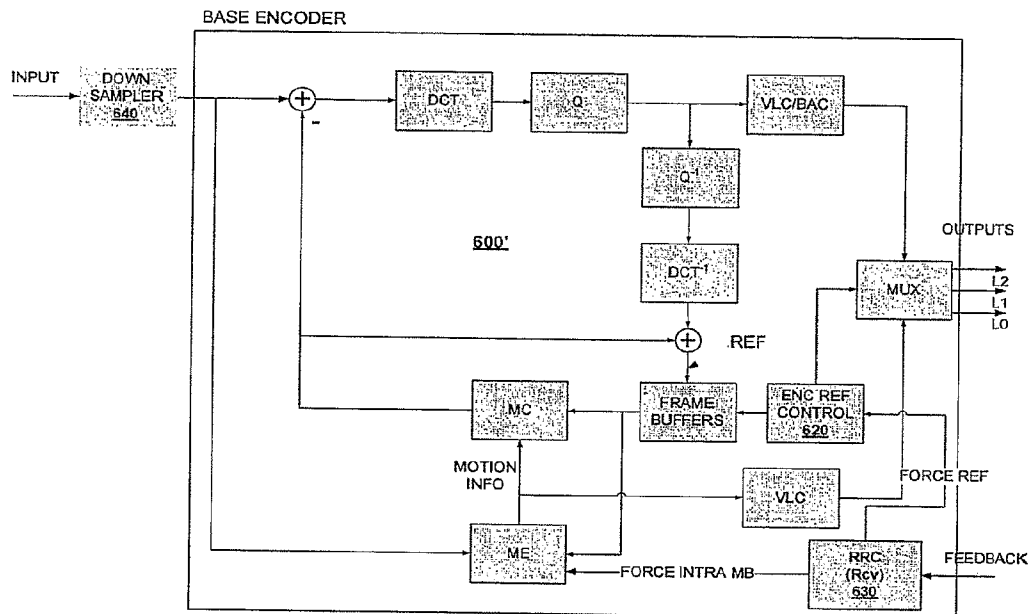 BASE ENCODER
INPUT
DOWN
SAMPLER
640
+
-
DCT
Q
VLC/BAC
Q-1
600'
DCT-1
OUTPUTS
MUX
L2
L1
L0
+
.REF
MC
FRAME
BUFFERS
ENC REF
CONTROL
620
MOTION
INFO
FORCE REF
VLC
ME
FORCE INTRA MB
RRC
(Rcv)
630
FEEDBACK